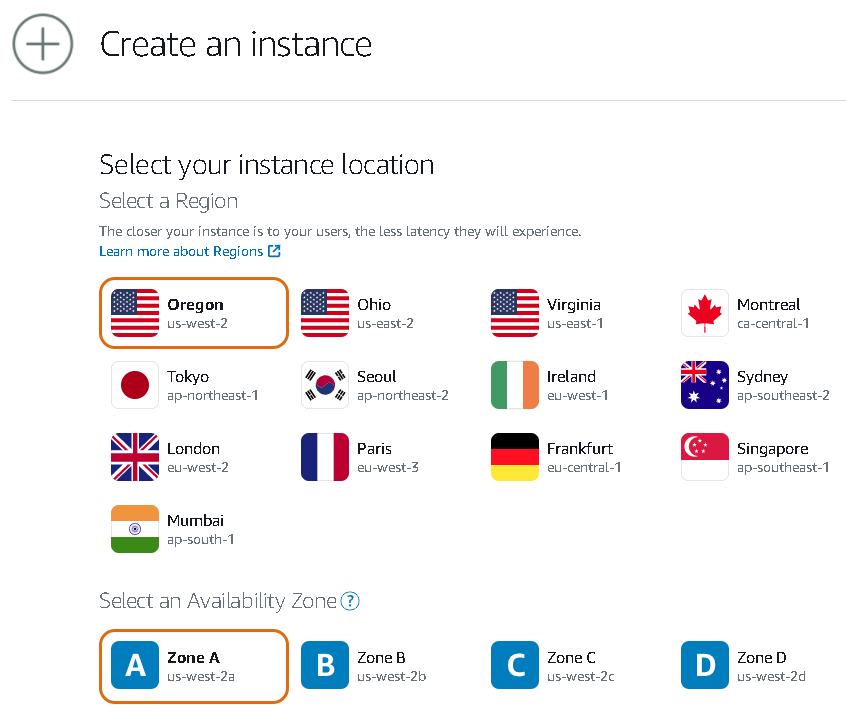 Create an instance
Select your instance location
Select a Region
The closer your instance is to your users, the less latency they will experience.
Learn more about Regions
Oregon
us-west-2
Ohio
us-east-2
Virginia
us-east-1
Montreal
ca-central-1
Tokyo
ap-northeast-1
Seoul
ap-northeast-2
Ireland
eu-west-1
Sydney
ap-southeast-2
London
eu-west-2
Paris
eu-west-3
Frankfurt
eu-central-1
Singapore
ap-southeast-1
Mumbai
ap-south-1
Select an Availability Zone ?
A
Zone A
us-west-2a
B
Zone B
us-west-2b
C
Zone C
us-west-2c
D
Zone D
us-west-2d